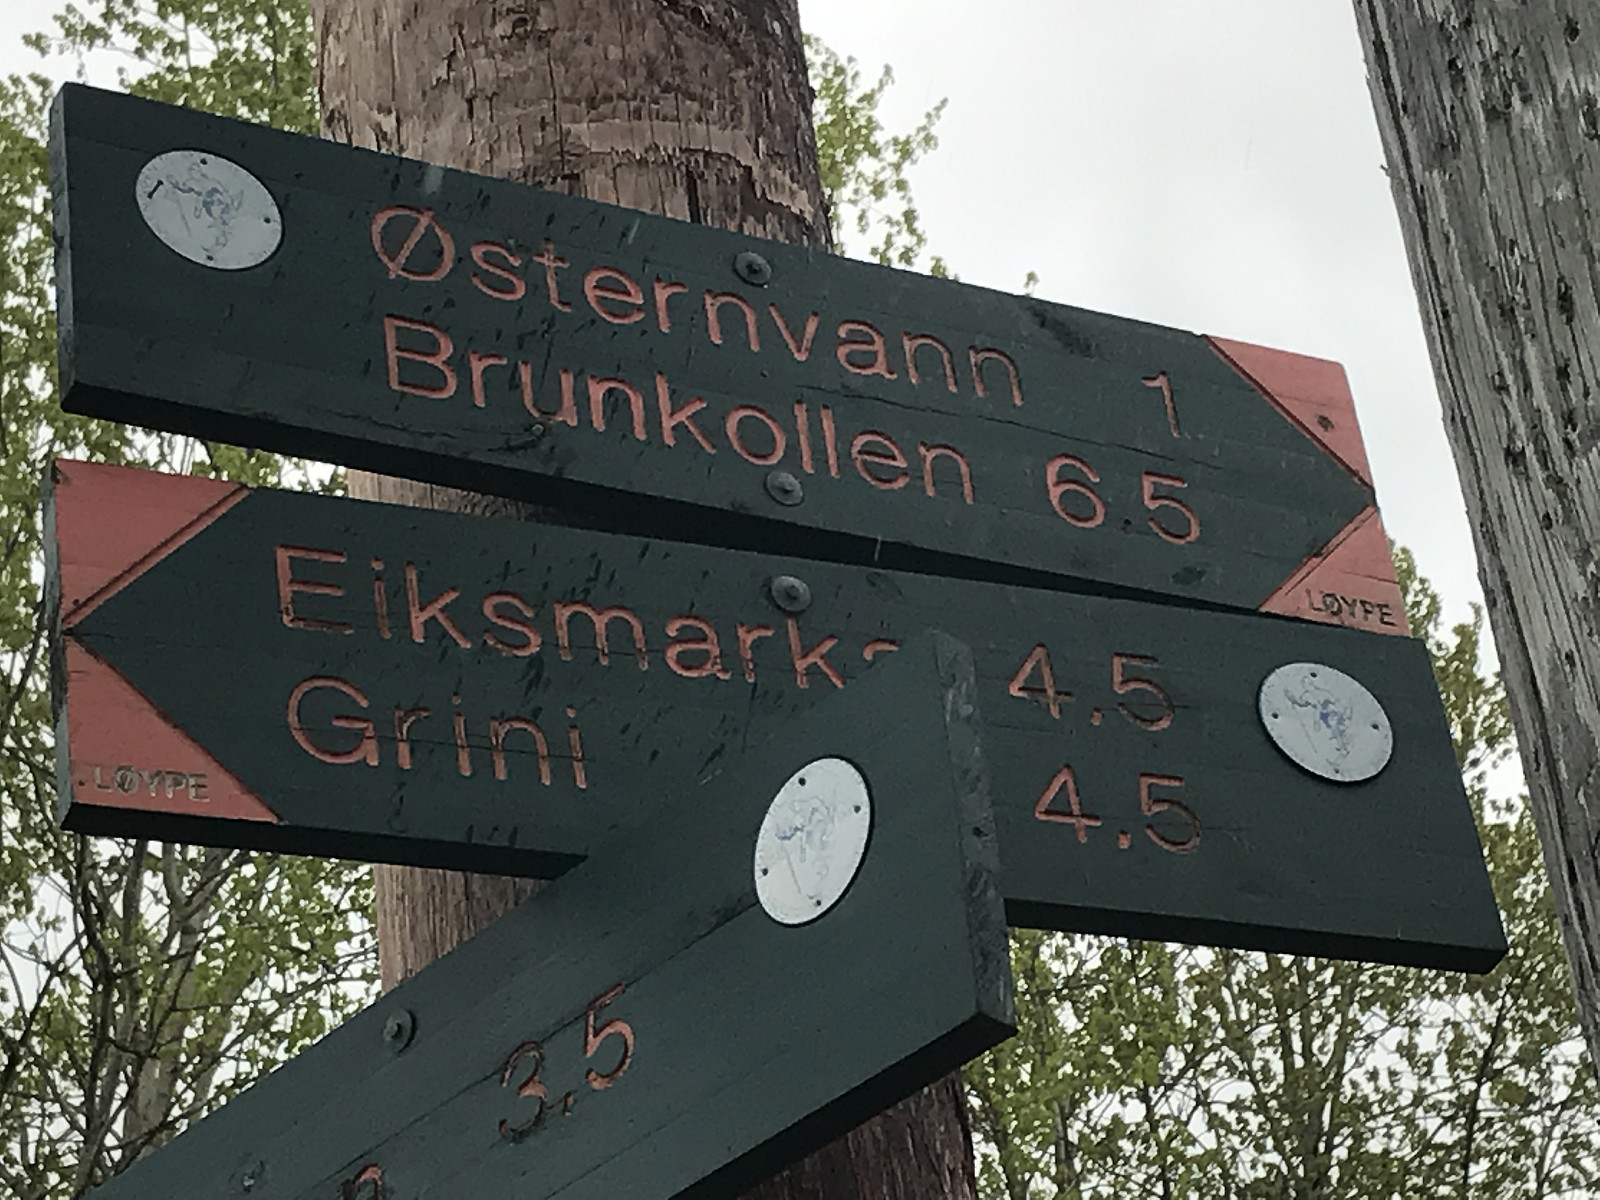 Østernvann 1
Brunkollen 6.5
LØYPE
Eiksmarka 4.5
Grini 4.5
LØYPE
3.5